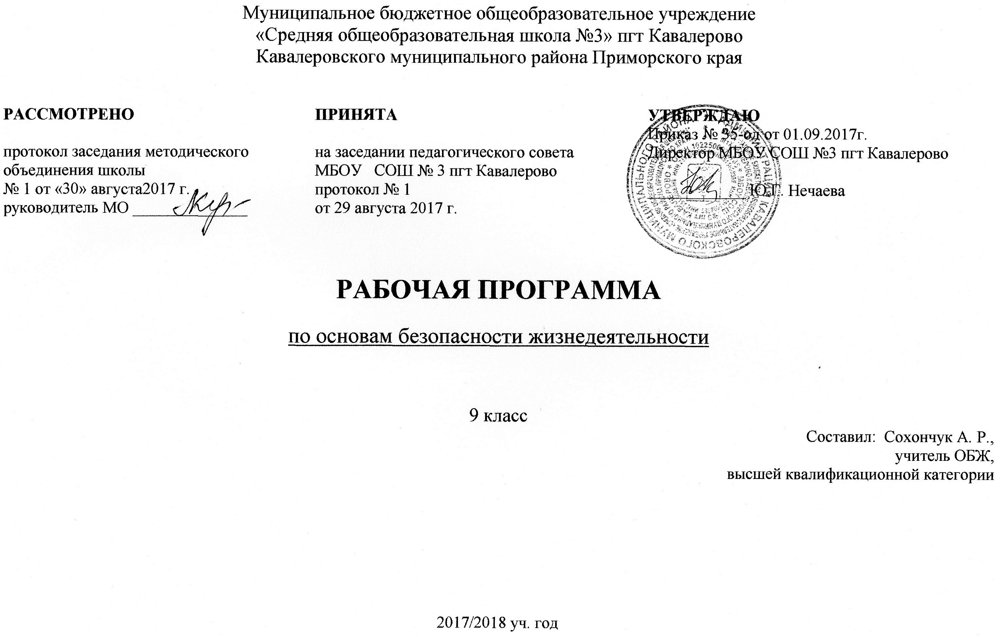 Муниципальное бюджетное общеобразовательное учреждение
«Средняя общеобразовательная школа №3» пгт Кавалерово
Кавалеровского муниципального района Приморского края
РАССМОТРЕНО
протокол заседания методического
объединения школы
№ 1 от «30» августа2017 г.
руководитель МО
ПРИНЯТА
на заседании педагогического совета
МБОУ СОШ № 3 пгт Кавалерово
протокол № 1
от 29 августа 2017 г.
УТВЕРЖДАЮ
Приказ № 35-од от 01.09.2017г.
Директор МБОУ СОШ №3 пгт Кавалерово
Ю.Г. Нечаева
АДМИНИСТРАЦИЯ КАВАЛЕРОВСКОГО МУНИЦИПАЛЬНОГО РАЙОНА
РАБОЧАЯ ПРОГРАММА
по основам безопасности жизнедеятельности
9 класс
Составил: Сохончук А. Р.,
учитель ОБЖ,
высшей квалификационной категории
2017/2018 уч. год